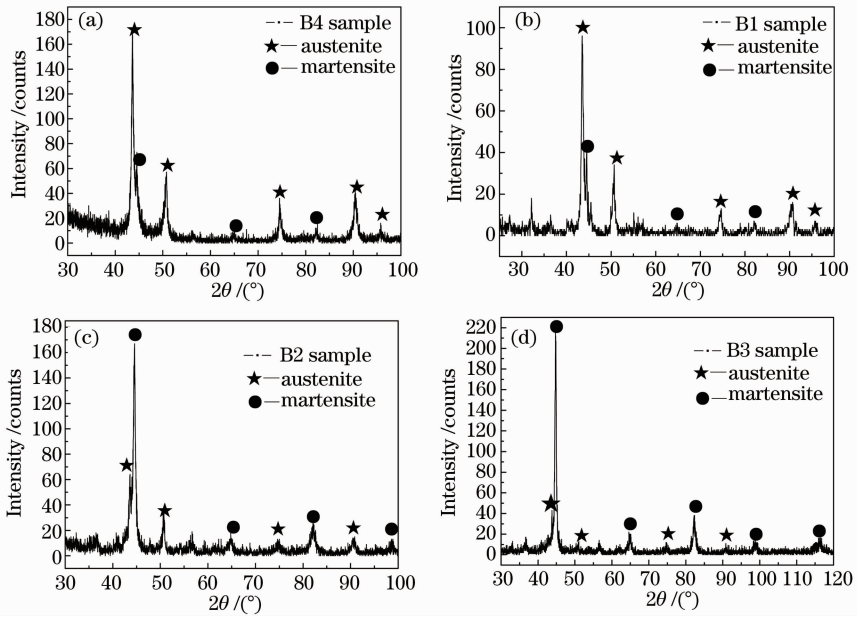 (a)
B4 sample
austenite
martensite
Intensity /counts
180
160
140
120
100
80
60
40
20
0
30 40 50 60 70 80 90 100
2θ /(°)
(b)
B1 sample
austenite
martensite
Intensity /counts
100
80
60
40
20
0
30 40 50 60 70 80 90 100
2θ /(°)
(c)
B2 sample
austenite
martensite
Intensity /counts
180
160
140
120
100
80
60
40
20
0
30 40 50 60 70 80 90 100
2θ /(°)
(d)
B3 sample
austenite
martensite
Intensity /counts
220
200
180
160
140
120
100
80
60
40
20
0
30 40 50 60 70 80 90 100 120
2θ /(°)